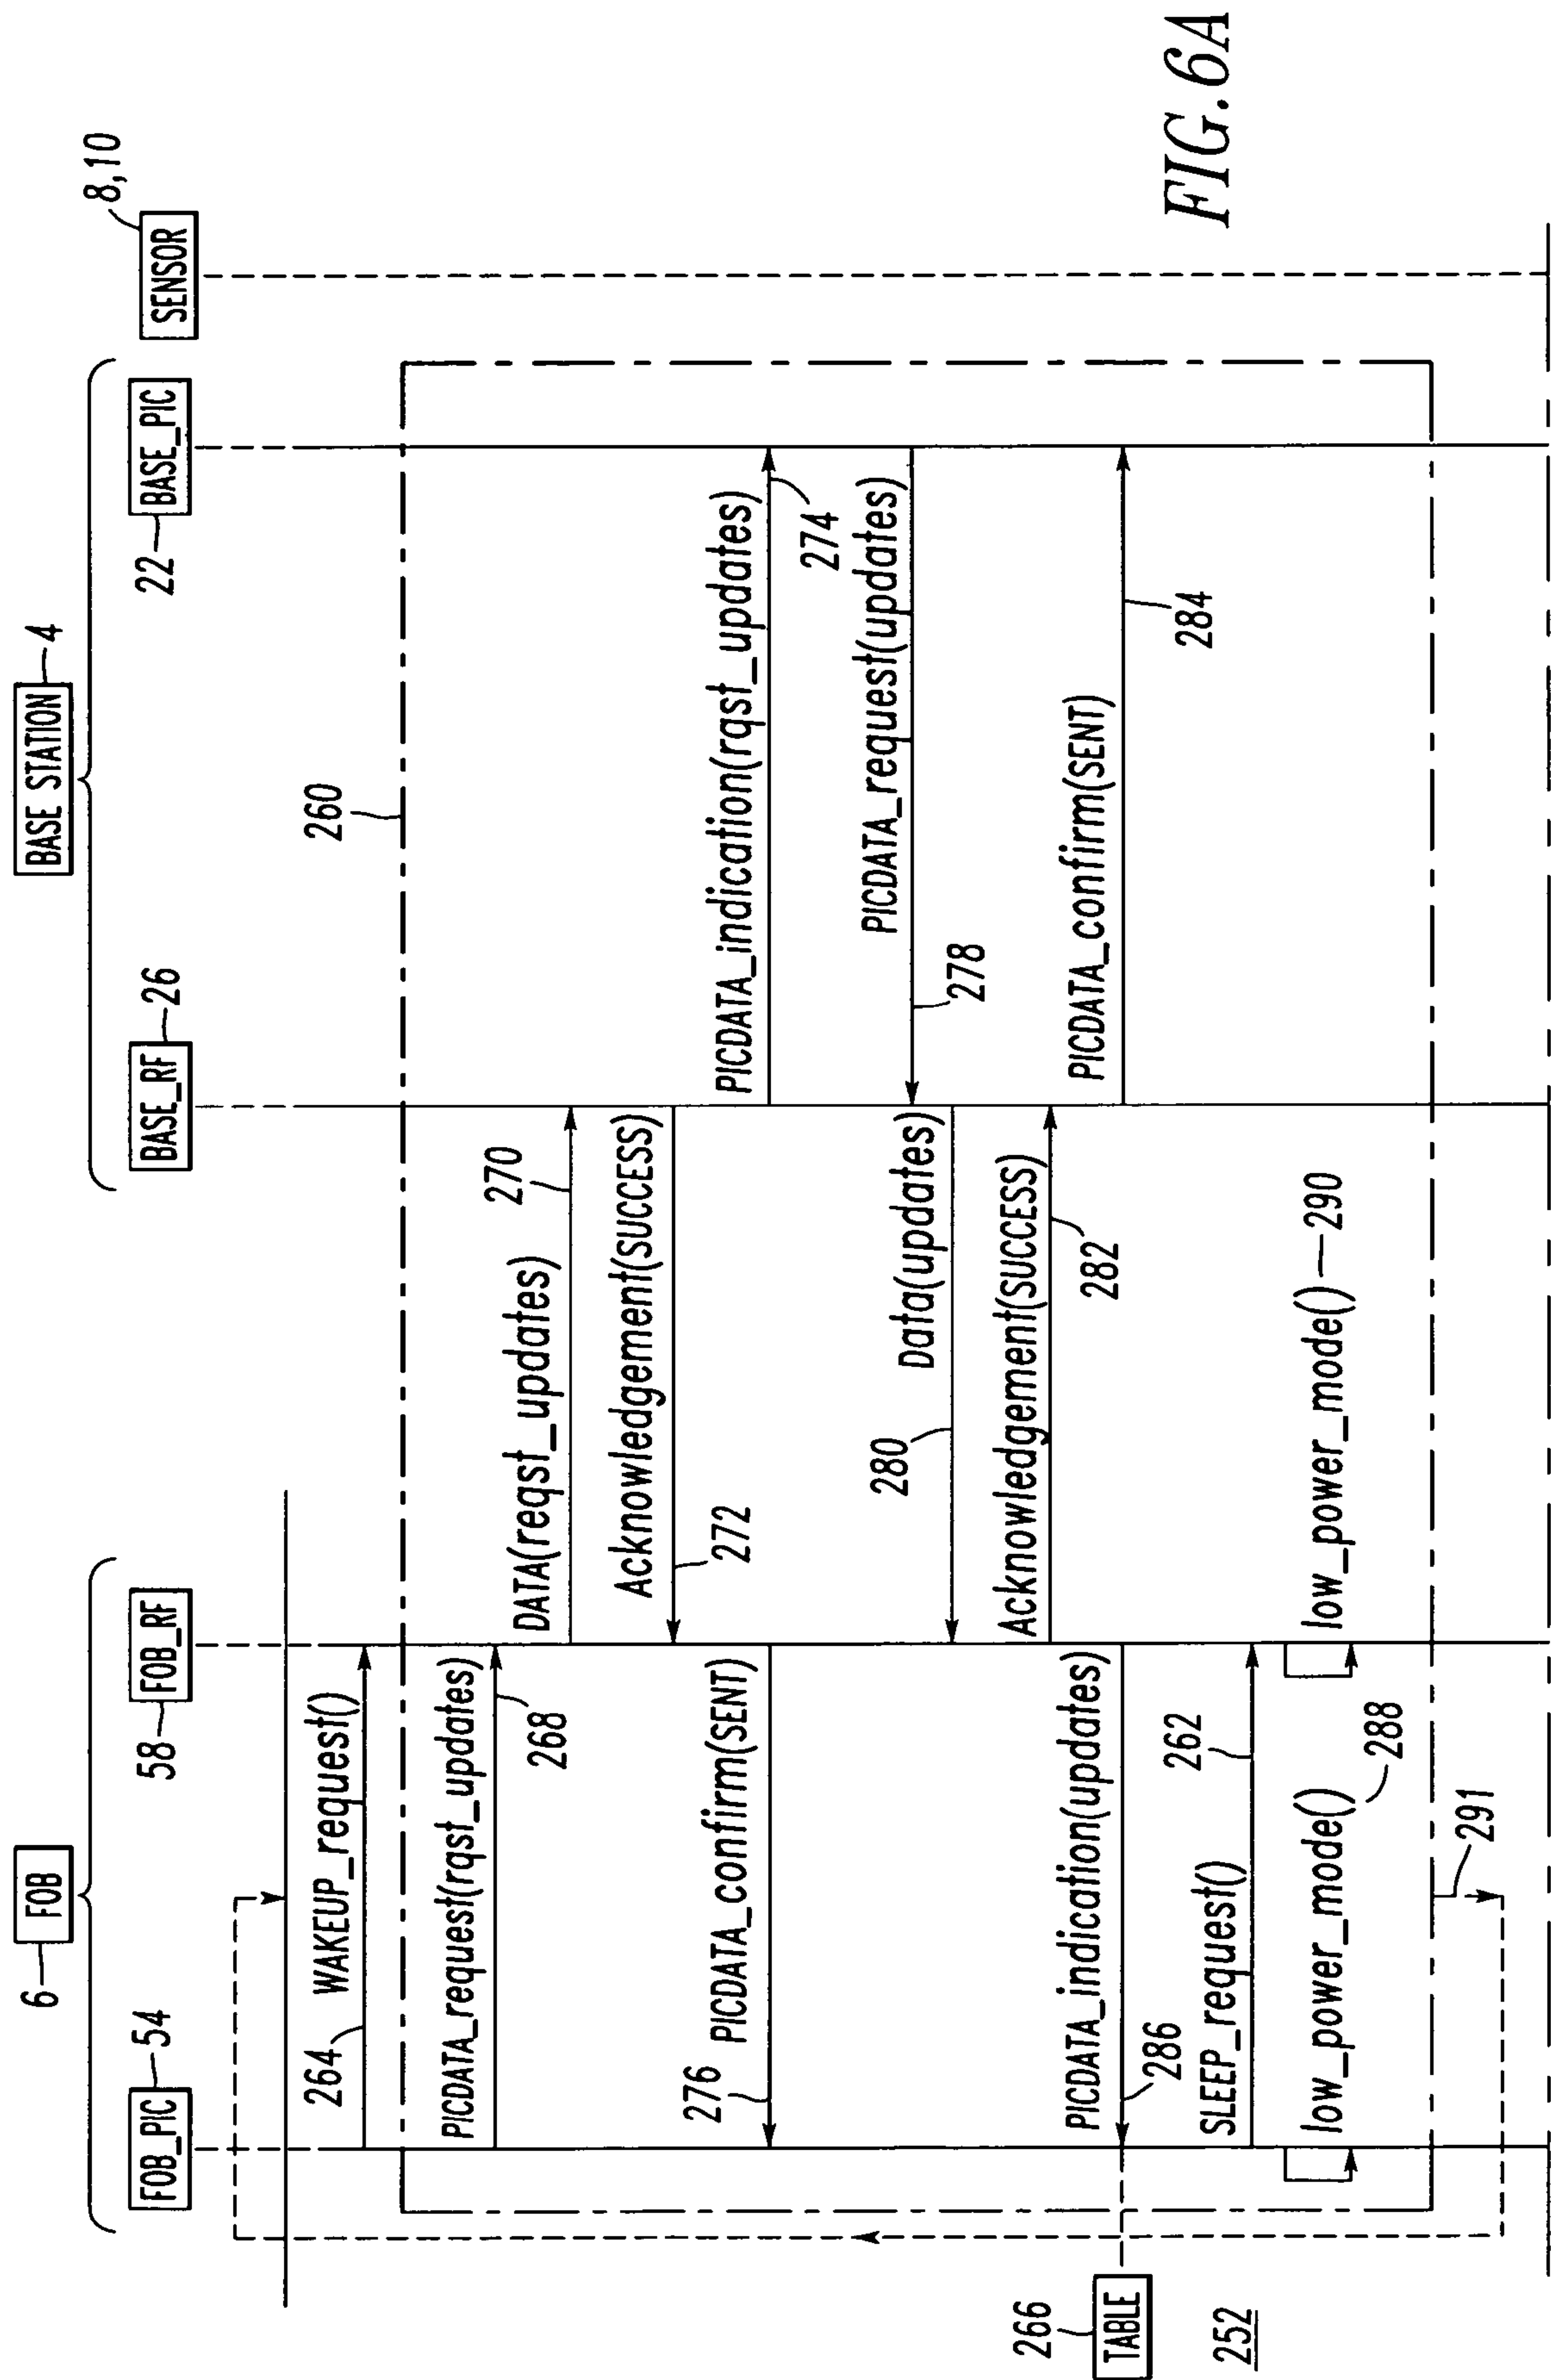 6 FOB
BASE STATION 4
FOB_PIC 54
58 FOB_RF
BASE_RF 26
22 BASE_PIC
SENSOR 8,10
264 WAKEUP_request()
260
PICDATA_request(rqst_updates)
268
DATA(reqst_updates) 270
Acknowledgement(SUCCESS)
272
276 PICDATA_confirm(SENT)
PICDATA_indication(rqst_updates)
274
PICDATA_request(updates)
278
280 Data(updates)
Acknowledgement(SUCCESS)
282
PICDATA_confirm(SENT)
284
PICDATA_indication(updates)
286
266 TABLE
SLEEP_request() 262
252
low_power_mode()
288
low_power_mode() 290
291
FIG.6A